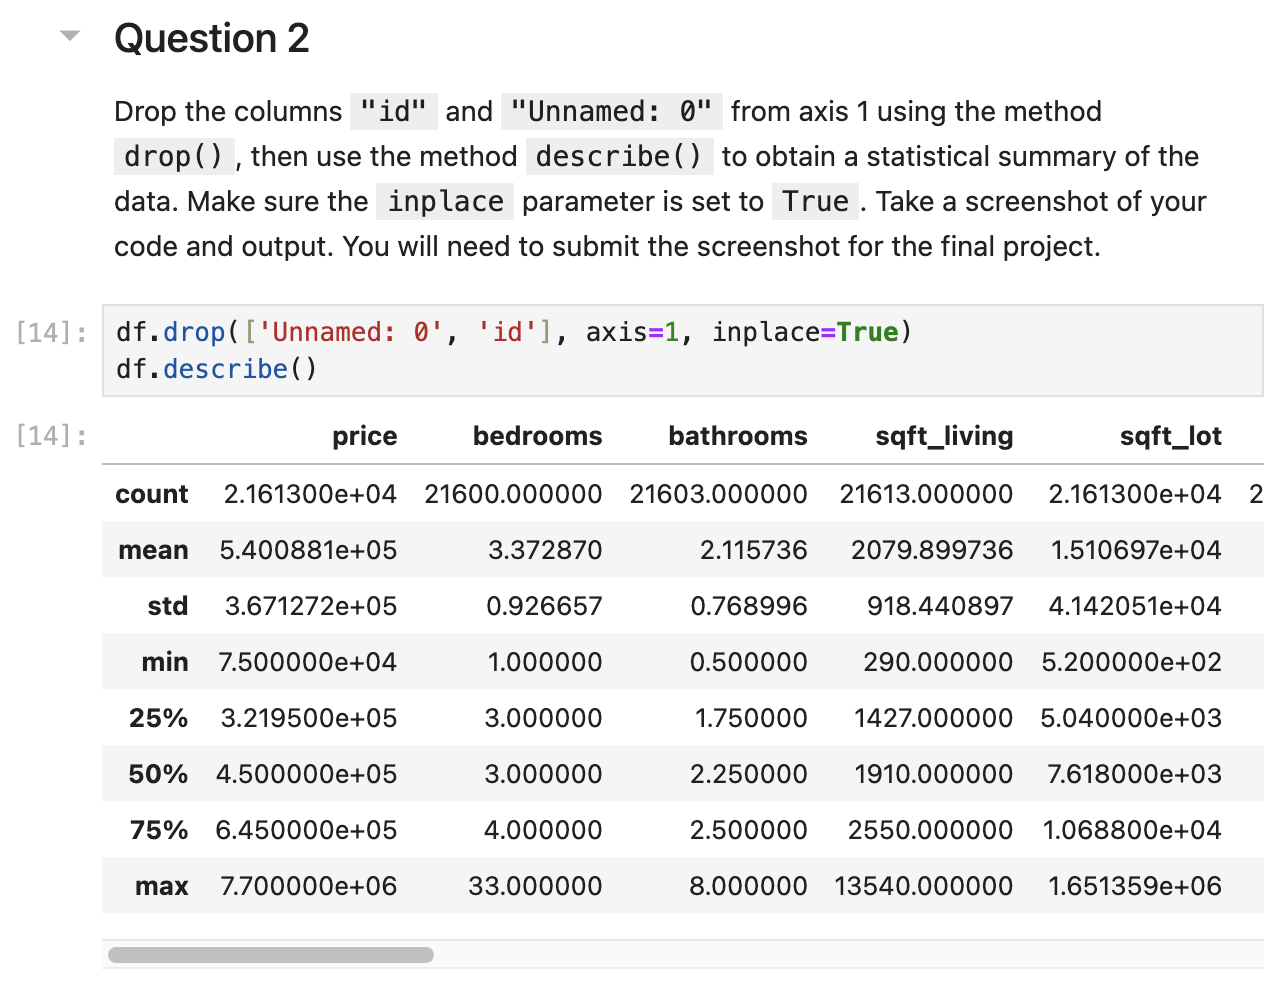 Question 2
Drop the columns "id" and "Unnamed: 0" from axis 1 using the method
drop() , then use the method describe() to obtain a statistical summary of the
data. Make sure the inplace parameter is set to True . Take a screenshot of your
code and output. You will need to submit the screenshot for the final project.
[14]: df.drop(['Unnamed: 0', 'id'], axis=1, inplace=True)
df.describe()
[14]: price bedrooms bathrooms sqft_living sqft_lot
count 2.161300e+04 21600.000000 21603.000000 21613.000000 2.161300e+04 2
mean 5.400881e+05 3.372870 2.115736 2079.899736 1.510697e+04
std 3.671272e+05 0.926657 0.768996 918.440897 4.142051e+04
min 7.500000e+04 1.000000 0.500000 290.000000 5.200000e+02
25% 3.219500e+05 3.000000 1.750000 1427.000000 5.040000e+03
50% 4.500000e+05 3.000000 2.250000 1910.000000 7.618000e+03
75% 6.450000e+05 4.000000 2.500000 2550.000000 1.068800e+04
max 7.700000e+06 33.000000 8.000000 13540.000000 1.651359e+06